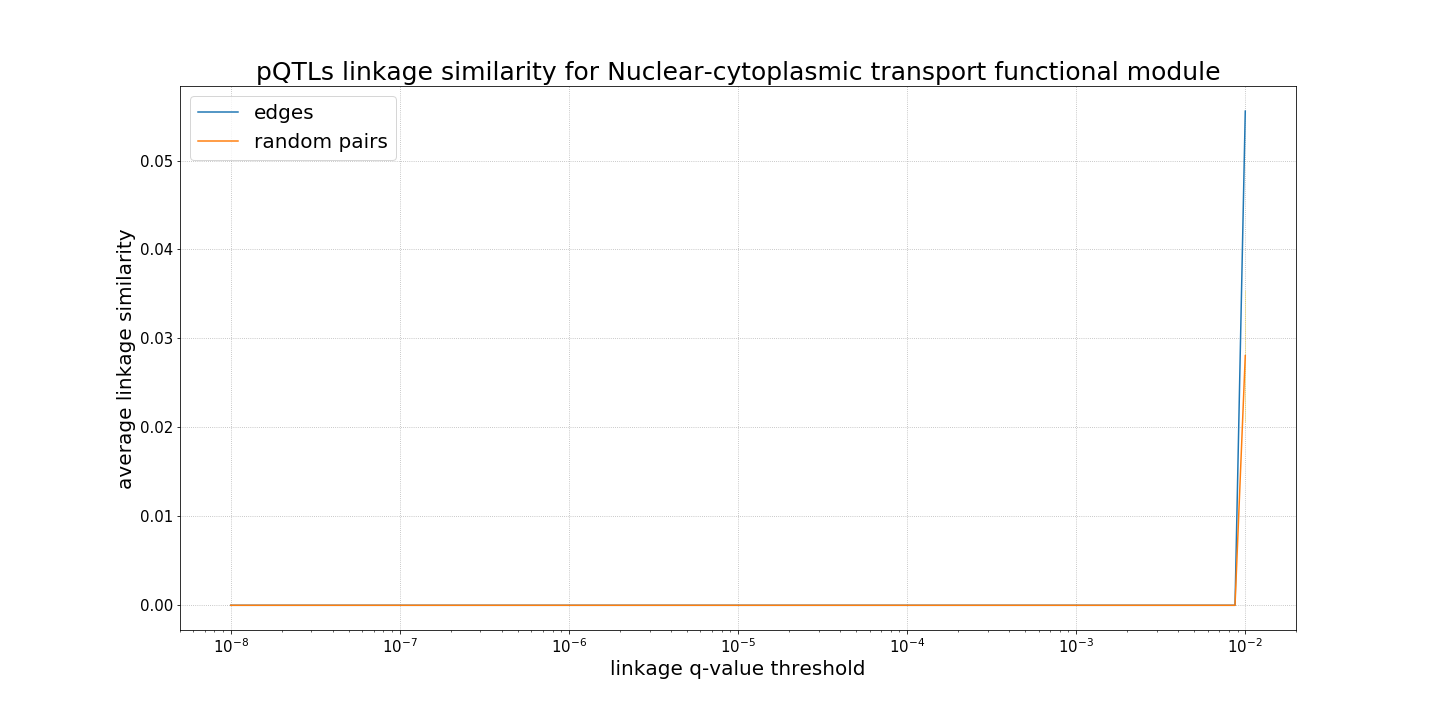 pQTLs linkage similarity for Nuclear-cytoplasmic transport functional module
edges
random pairs
average linkage similarity
0.05
0.04
0.03
0.02
0.01
0.00
10⁻⁸ 10⁻⁷ 10⁻⁶ 10⁻⁵ 10⁻⁴ 10⁻³ 10⁻²
linkage q-value threshold